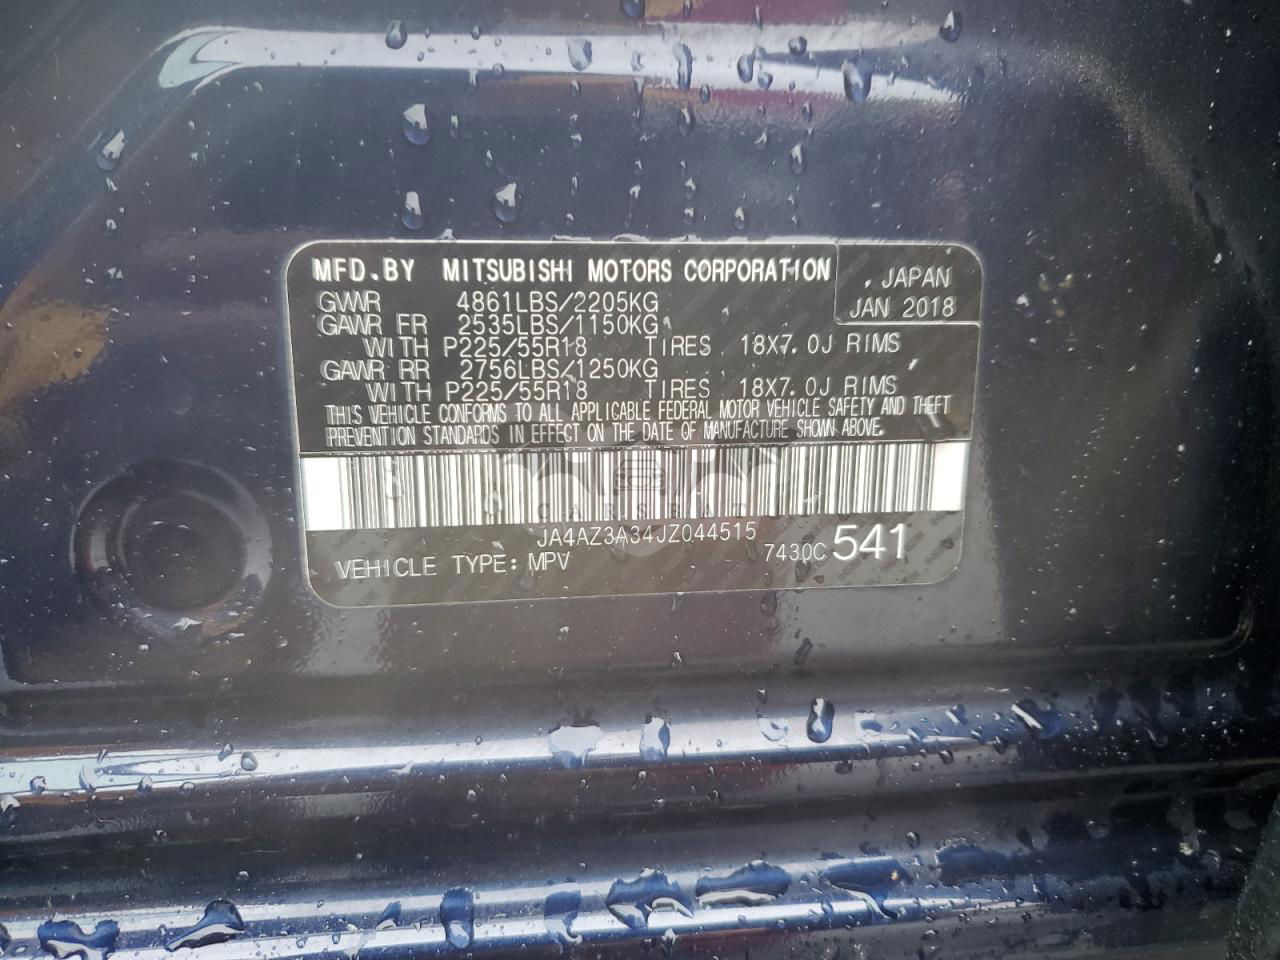 MFD.BY MITSUBISHI MOTORS CORPORATION , JAPAN
JAN 2018
GVWR 4861LBS/2205KG
GAWR FR 2535LBS/1150KG
WITH P225/55R18 TIRES 18X7.0J RIMS
GAWR RR 2756LBS/1250KG
WITH P225/55R18 TIRES 18X7.0J RIMS
THIS VEHICLE CONFORMS TO ALL APPLICABLE FEDERAL MOTOR VEHICLE SAFETY AND THEFT
PREVENTION STANDARDS IN EFFECT ON THE DATE OF MANUFACTURE SHOWN ABOVE.
JA4AZ3A34JZ044515
VEHICLE TYPE: MPV 7430C 541